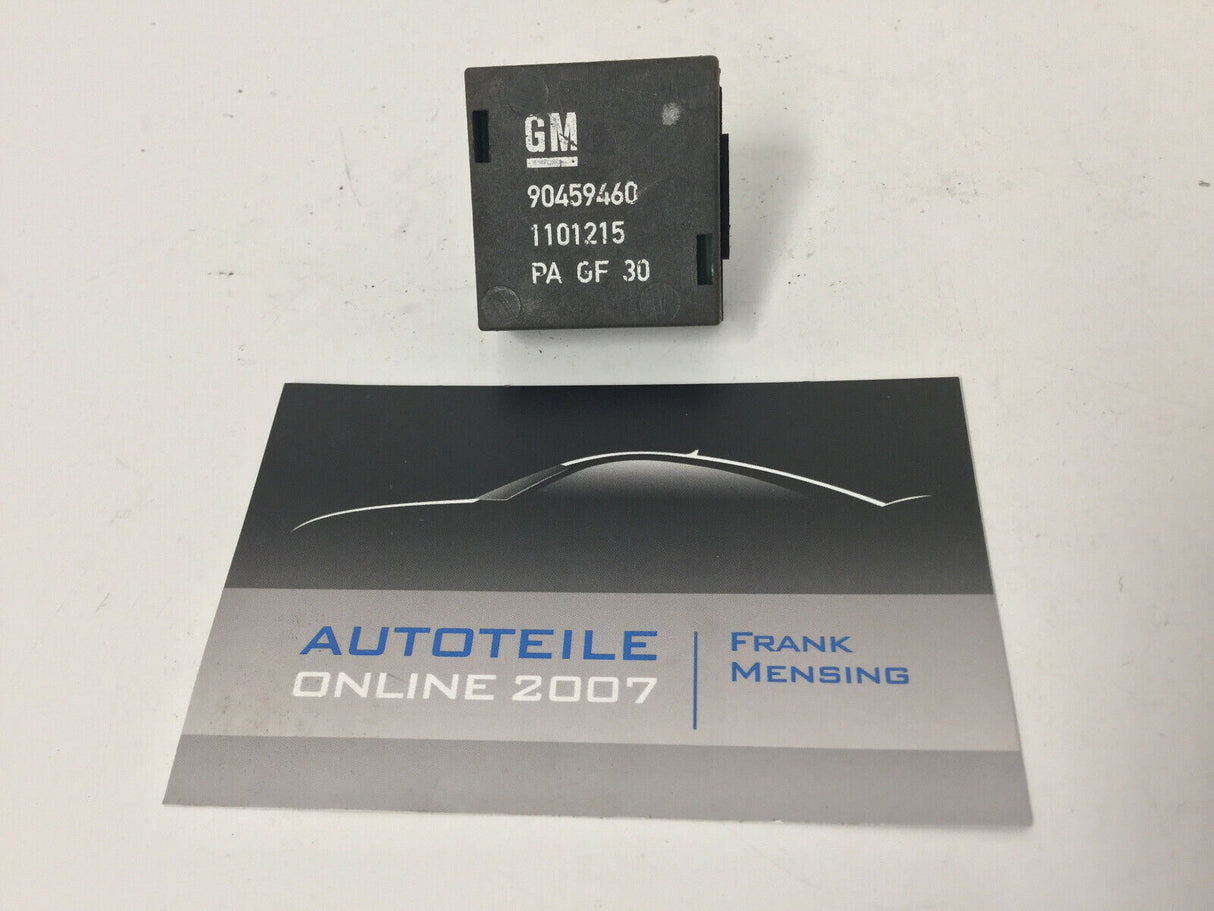 GM
90459460
1101215
PA GF 30
AUTOTEILE
ONLINE 2007
FRANK
MENSING